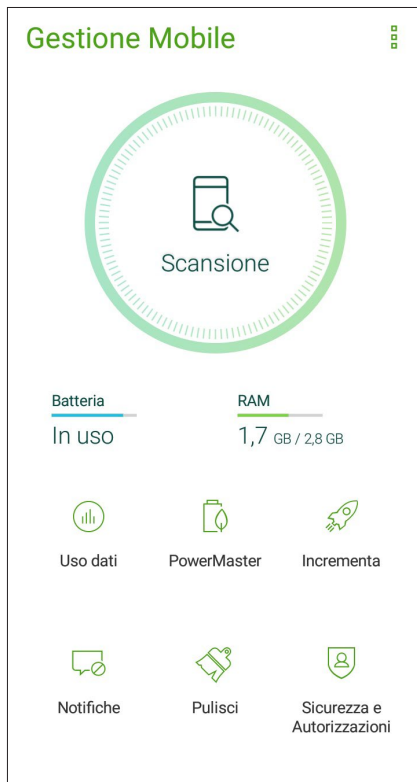 Gestione Mobile
Scansione
Batteria
In uso
RAM
1,7 GB / 2,8 GB
Uso dati
PowerMaster
Incrementa
Notifiche
Pulisci
Sicurezza e
Autorizzazioni